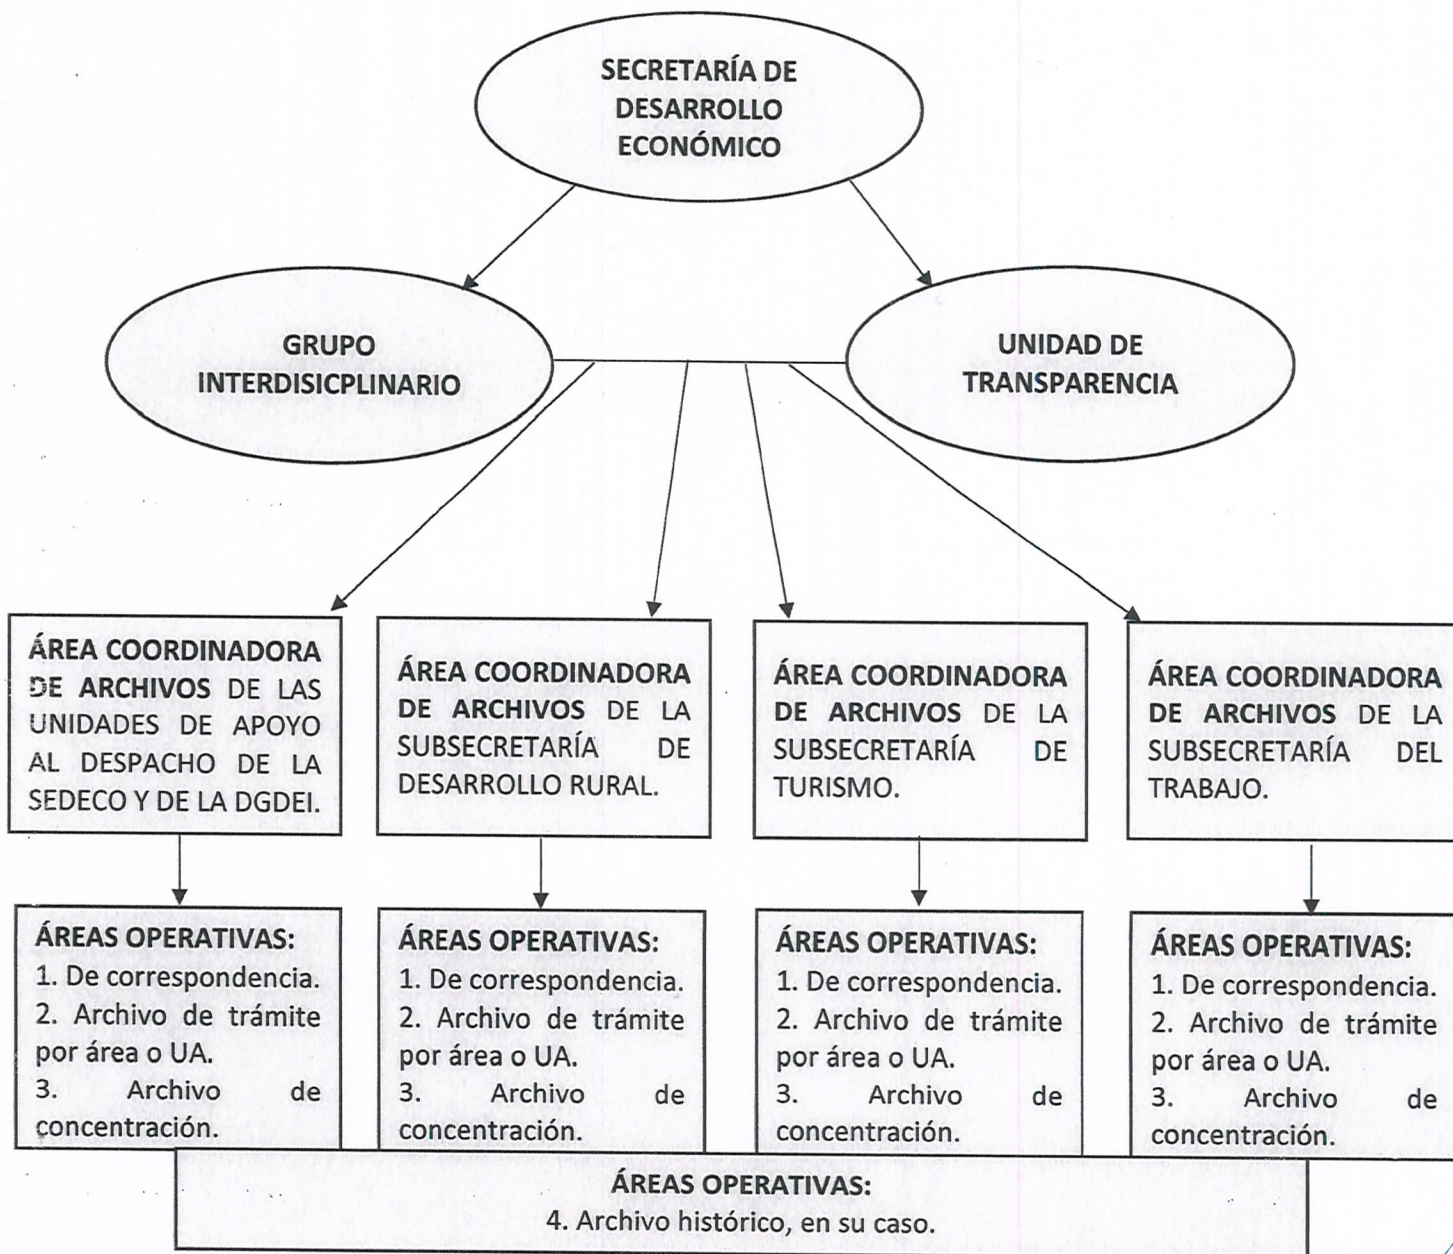 SECRETARÍA DE
DESARROLLO
ECONÓMICO
GRUPO
INTERDISICPLINARIO
UNIDAD DE
TRANSPARENCIA
ÁREA COORDINADORA
DE ARCHIVOS DE LAS
UNIDADES DE APOYO
AL DESPACHO DE LA
SEDECO Y DE LA DGDEI.
ÁREA COORDINADORA
DE ARCHIVOS DE LA
SUBSECRETARÍA DE
DESARROLLO RURAL.
ÁREA COORDINADORA
DE ARCHIVOS DE LA
SUBSECRETARÍA DE
TURISMO.
ÁREA COORDINADORA
DE ARCHIVOS DE LA
SUBSECRETARÍA DEL
TRABAJO.
ÁREAS OPERATIVAS:
1. De correspondencia.
2. Archivo de trámite
por área o UA.
3. Archivo de
concentración.
ÁREAS OPERATIVAS:
1. De correspondencia.
2. Archivo de trámite
por área o UA.
3. Archivo de
concentración.
ÁREAS OPERATIVAS:
1. De correspondencia.
2. Archivo de trámite
por área o UA.
3. Archivo de
concentración.
ÁREAS OPERATIVAS:
1. De correspondencia.
2. Archivo de trámite
por área o UA.
3. Archivo de
concentración.
ÁREAS OPERATIVAS:
4. Archivo histórico, en su caso.